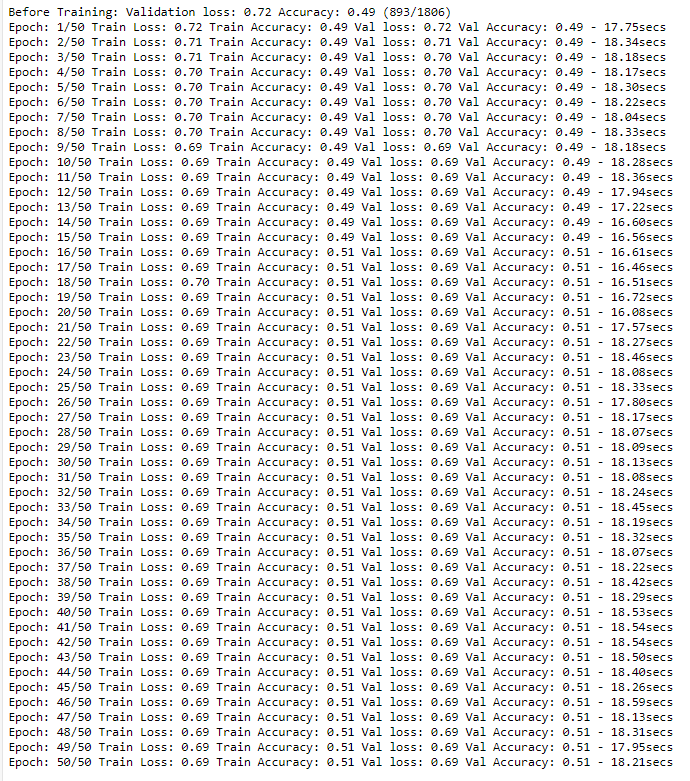 Before Training: Validation loss: 0.72 Accuracy: 0.49 (893/1806)
Epoch: 1/50 Train Loss: 0.72 Train Accuracy: 0.49 Val loss: 0.72 Val Accuracy: 0.49 - 17.75secs
Epoch: 2/50 Train Loss: 0.71 Train Accuracy: 0.49 Val loss: 0.71 Val Accuracy: 0.49 - 18.34secs
Epoch: 3/50 Train Loss: 0.71 Train Accuracy: 0.49 Val loss: 0.70 Val Accuracy: 0.49 - 18.18secs
Epoch: 4/50 Train Loss: 0.70 Train Accuracy: 0.49 Val loss: 0.70 Val Accuracy: 0.49 - 18.17secs
Epoch: 5/50 Train Loss: 0.70 Train Accuracy: 0.49 Val loss: 0.70 Val Accuracy: 0.49 - 18.30secs
Epoch: 6/50 Train Loss: 0.70 Train Accuracy: 0.49 Val loss: 0.70 Val Accuracy: 0.49 - 18.22secs
Epoch: 7/50 Train Loss: 0.70 Train Accuracy: 0.49 Val loss: 0.70 Val Accuracy: 0.49 - 18.04secs
Epoch: 8/50 Train Loss: 0.70 Train Accuracy: 0.49 Val loss: 0.70 Val Accuracy: 0.49 - 18.33secs
Epoch: 9/50 Train Loss: 0.69 Train Accuracy: 0.49 Val loss: 0.69 Val Accuracy: 0.49 - 18.18secs
Epoch: 10/50 Train Loss: 0.69 Train Accuracy: 0.49 Val loss: 0.69 Val Accuracy: 0.49 - 18.28secs
Epoch: 11/50 Train Loss: 0.69 Train Accuracy: 0.49 Val loss: 0.69 Val Accuracy: 0.49 - 18.36secs
Epoch: 12/50 Train Loss: 0.69 Train Accuracy: 0.49 Val loss: 0.69 Val Accuracy: 0.49 - 17.94secs
Epoch: 13/50 Train Loss: 0.69 Train Accuracy: 0.49 Val loss: 0.69 Val Accuracy: 0.49 - 17.22secs
Epoch: 14/50 Train Loss: 0.69 Train Accuracy: 0.49 Val loss: 0.69 Val Accuracy: 0.49 - 16.60secs
Epoch: 15/50 Train Loss: 0.69 Train Accuracy: 0.49 Val loss: 0.69 Val Accuracy: 0.49 - 16.56secs
Epoch: 16/50 Train Loss: 0.69 Train Accuracy: 0.51 Val loss: 0.69 Val Accuracy: 0.51 - 16.61secs
Epoch: 17/50 Train Loss: 0.69 Train Accuracy: 0.51 Val loss: 0.69 Val Accuracy: 0.51 - 16.46secs
Epoch: 18/50 Train Loss: 0.70 Train Accuracy: 0.51 Val loss: 0.69 Val Accuracy: 0.51 - 16.51secs
Epoch: 19/50 Train Loss: 0.69 Train Accuracy: 0.51 Val loss: 0.69 Val Accuracy: 0.51 - 16.72secs
Epoch: 20/50 Train Loss: 0.69 Train Accuracy: 0.51 Val loss: 0.69 Val Accuracy: 0.51 - 16.08secs
Epoch: 21/50 Train Loss: 0.69 Train Accuracy: 0.51 Val loss: 0.69 Val Accuracy: 0.51 - 17.57secs
Epoch: 22/50 Train Loss: 0.69 Train Accuracy: 0.51 Val loss: 0.69 Val Accuracy: 0.51 - 18.27secs
Epoch: 23/50 Train Loss: 0.69 Train Accuracy: 0.51 Val loss: 0.69 Val Accuracy: 0.51 - 18.46secs
Epoch: 24/50 Train Loss: 0.69 Train Accuracy: 0.51 Val loss: 0.69 Val Accuracy: 0.51 - 18.08secs
Epoch: 25/50 Train Loss: 0.69 Train Accuracy: 0.51 Val loss: 0.69 Val Accuracy: 0.51 - 18.33secs
Epoch: 26/50 Train Loss: 0.69 Train Accuracy: 0.51 Val loss: 0.69 Val Accuracy: 0.51 - 17.80secs
Epoch: 27/50 Train Loss: 0.69 Train Accuracy: 0.51 Val loss: 0.69 Val Accuracy: 0.51 - 18.17secs
Epoch: 28/50 Train Loss: 0.69 Train Accuracy: 0.51 Val loss: 0.69 Val Accuracy: 0.51 - 18.07secs
Epoch: 29/50 Train Loss: 0.69 Train Accuracy: 0.51 Val loss: 0.69 Val Accuracy: 0.51 - 18.09secs
Epoch: 30/50 Train Loss: 0.69 Train Accuracy: 0.51 Val loss: 0.69 Val Accuracy: 0.51 - 18.13secs
Epoch: 31/50 Train Loss: 0.69 Train Accuracy: 0.51 Val loss: 0.69 Val Accuracy: 0.51 - 18.08secs
Epoch: 32/50 Train Loss: 0.69 Train Accuracy: 0.51 Val loss: 0.69 Val Accuracy: 0.51 - 18.24secs
Epoch: 33/50 Train Loss: 0.69 Train Accuracy: 0.51 Val loss: 0.69 Val Accuracy: 0.51 - 18.45secs
Epoch: 34/50 Train Loss: 0.69 Train Accuracy: 0.51 Val loss: 0.69 Val Accuracy: 0.51 - 18.19secs
Epoch: 35/50 Train Loss: 0.69 Train Accuracy: 0.51 Val loss: 0.69 Val Accuracy: 0.51 - 18.32secs
Epoch: 36/50 Train Loss: 0.69 Train Accuracy: 0.51 Val loss: 0.69 Val Accuracy: 0.51 - 18.07secs
Epoch: 37/50 Train Loss: 0.69 Train Accuracy: 0.51 Val loss: 0.69 Val Accuracy: 0.51 - 18.22secs
Epoch: 38/50 Train Loss: 0.69 Train Accuracy: 0.51 Val loss: 0.69 Val Accuracy: 0.51 - 18.42secs
Epoch: 39/50 Train Loss: 0.69 Train Accuracy: 0.51 Val loss: 0.69 Val Accuracy: 0.51 - 18.29secs
Epoch: 40/50 Train Loss: 0.69 Train Accuracy: 0.51 Val loss: 0.69 Val Accuracy: 0.51 - 18.53secs
Epoch: 41/50 Train Loss: 0.69 Train Accuracy: 0.51 Val loss: 0.69 Val Accuracy: 0.51 - 18.54secs
Epoch: 42/50 Train Loss: 0.69 Train Accuracy: 0.51 Val loss: 0.69 Val Accuracy: 0.51 - 18.54secs
Epoch: 43/50 Train Loss: 0.69 Train Accuracy: 0.51 Val loss: 0.69 Val Accuracy: 0.51 - 18.50secs
Epoch: 44/50 Train Loss: 0.69 Train Accuracy: 0.51 Val loss: 0.69 Val Accuracy: 0.51 - 18.40secs
Epoch: 45/50 Train Loss: 0.69 Train Accuracy: 0.51 Val loss: 0.69 Val Accuracy: 0.51 - 18.26secs
Epoch: 46/50 Train Loss: 0.69 Train Accuracy: 0.51 Val loss: 0.69 Val Accuracy: 0.51 - 18.59secs
Epoch: 47/50 Train Loss: 0.69 Train Accuracy: 0.51 Val loss: 0.69 Val Accuracy: 0.51 - 18.13secs
Epoch: 48/50 Train Loss: 0.69 Train Accuracy: 0.51 Val loss: 0.69 Val Accuracy: 0.51 - 18.31secs
Epoch: 49/50 Train Loss: 0.69 Train Accuracy: 0.51 Val loss: 0.69 Val Accuracy: 0.51 - 17.95secs
Epoch: 50/50 Train Loss: 0.69 Train Accuracy: 0.51 Val loss: 0.69 Val Accuracy: 0.51 - 18.21secs